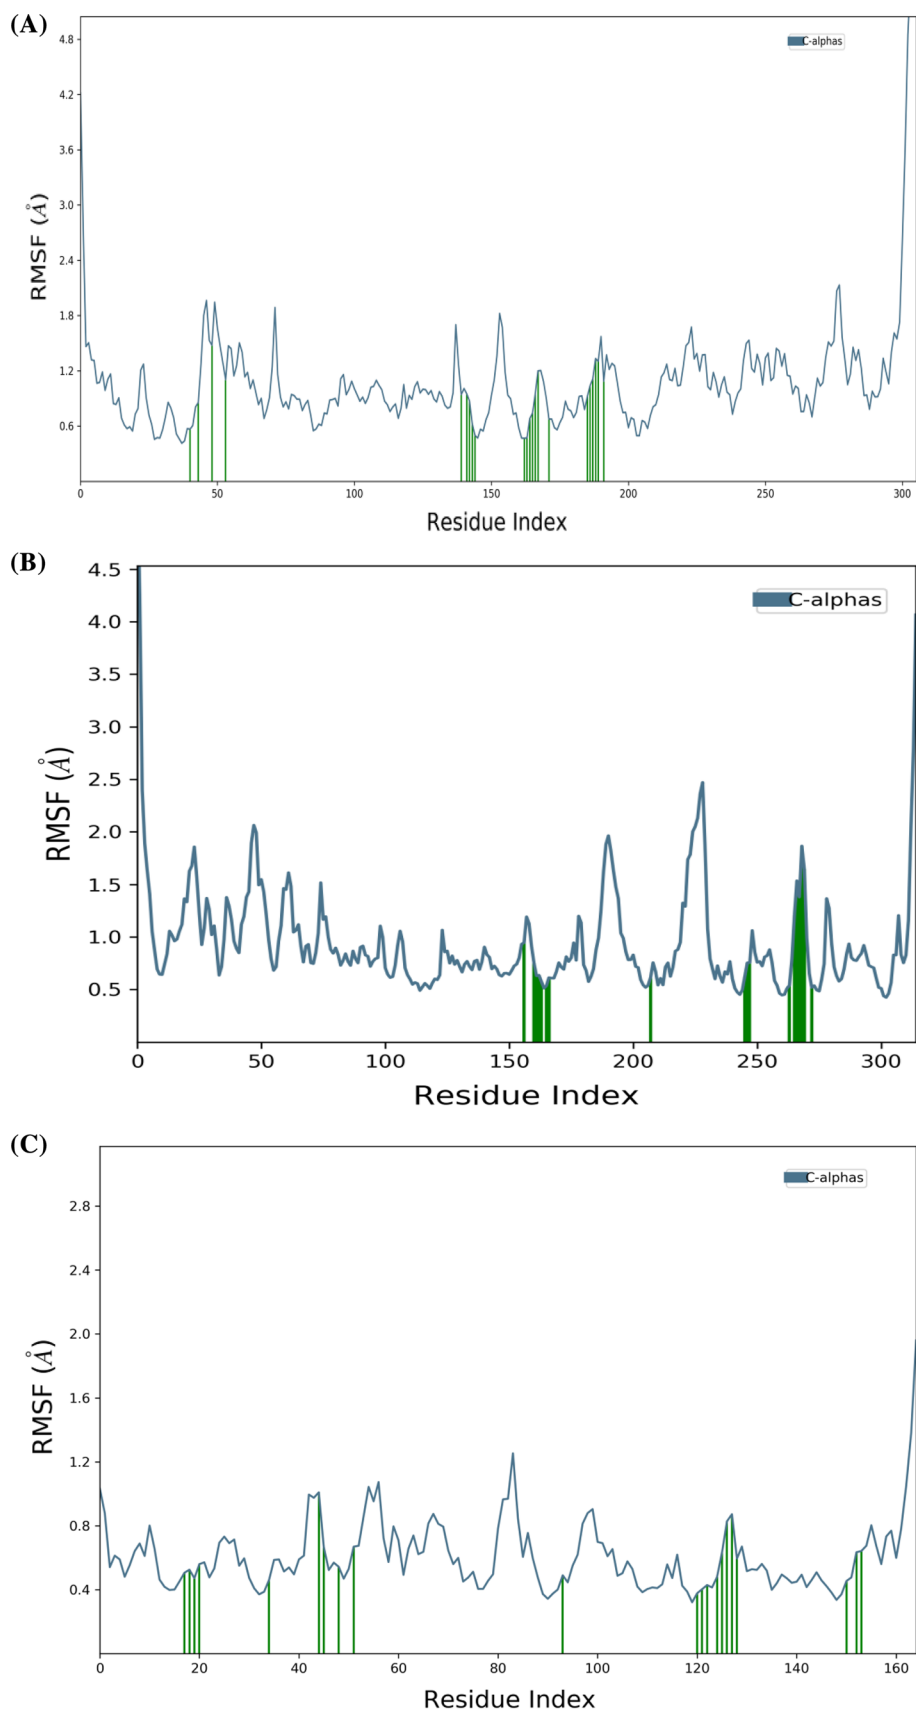 (A)
4.8
4.2
3.6
3.0
2.4
1.8
1.2
0.6
RMSF (Å)
C-alphas
0 50 100 150 200 250 300
Residue Index
(B)
4.5
4.0
3.5
3.0
2.5
2.0
1.5
1.0
0.5
RMSF (Å)
C-alphas
0 50 100 150 200 250 300
Residue Index
(C)
2.8
2.4
2.0
1.6
1.2
0.8
0.4
RMSF (Å)
C-alphas
0 20 40 60 80 100 120 140 160
Residue Index